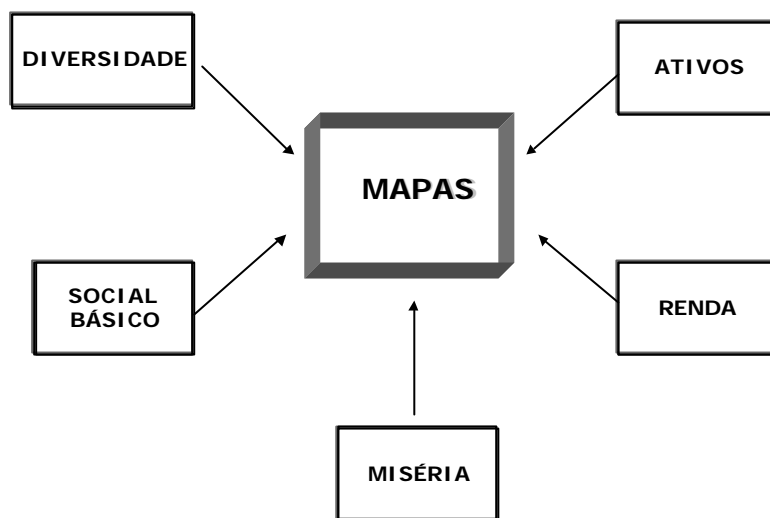 DIVERSIDADE
ATIVOS
MAPAS
SOCIAL
BÁSICO
RENDA
MISÉRIA